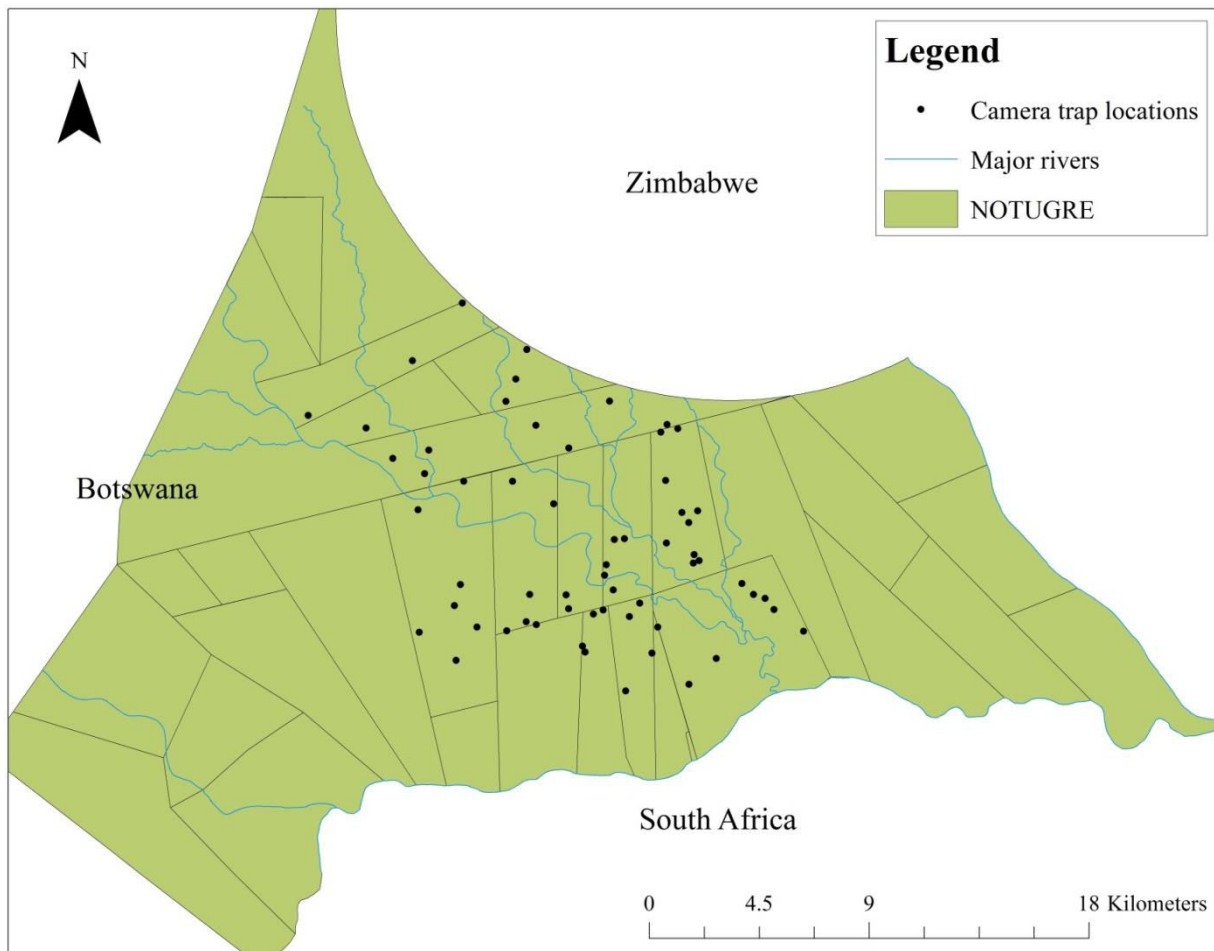 N
Legend
Camera trap locations
Major rivers
NOTUGRE
Zimbabwe
Botswana
South Africa
0 4.5 9 18 Kilometers